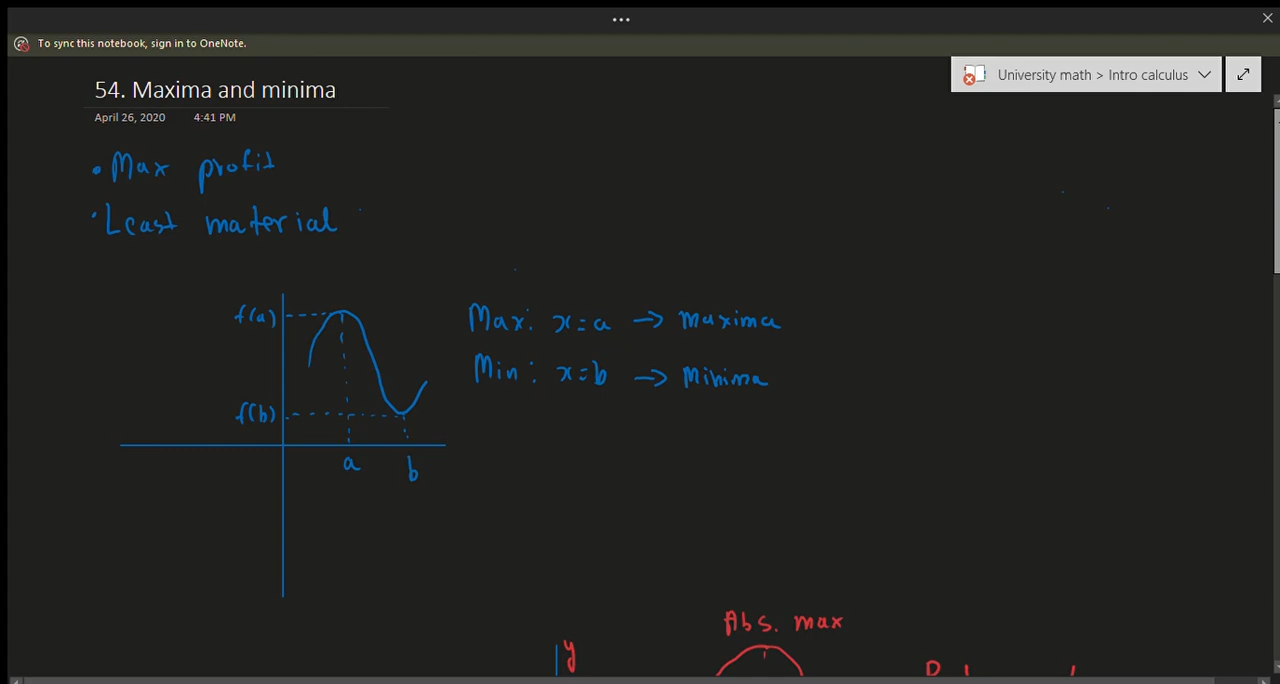 To sync this notebook, sign in to OneNote.
University math > Intro calculus
54. Maxima and minima
April 26, 2020 4:41 PM
• Max profit
• Least material
f(a)
Max: x=a → maxima
Min: x=b → Minima
f(b)
a b
Abs. max
y